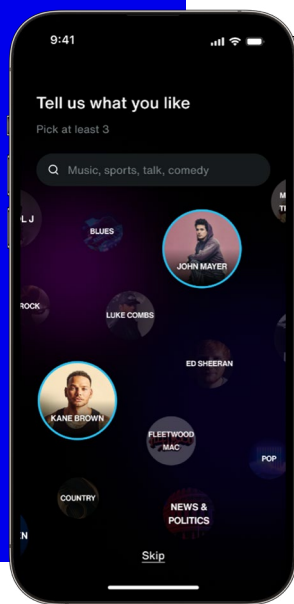 9:41
Tell us what you like
Pick at least 3
Music, sports, talk, comedy
M
L J
BLUES
JOHN MAYER
ROCK
LUKE COMBS
ED SHEERAN
KANE BROWN
FLEETWOOD
MAC
POP
COUNTRY
NEWS &
POLITICS
N
Skip